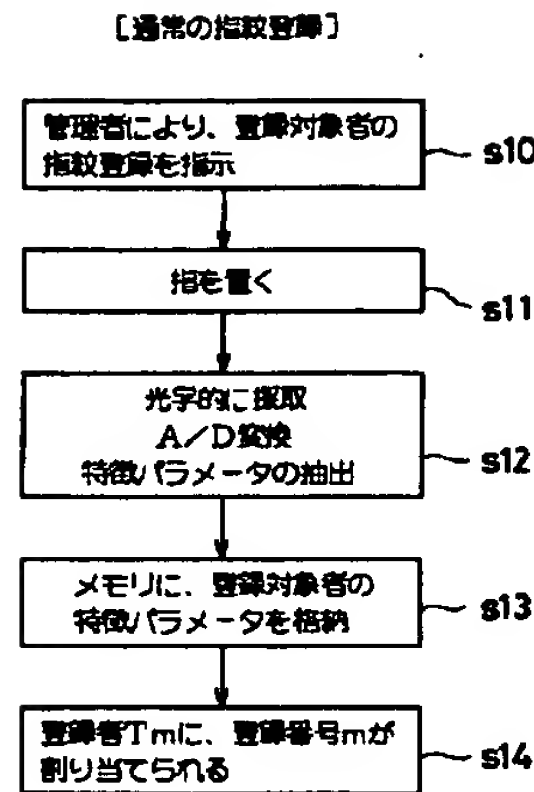 [通常の指紋登録]
管理者により、登録対象者の
指紋登録を指示
s10
指を置く
s11
光学的に採取
A/D変換
特徴パラメータの抽出
s12
メモリに、登録対象者の
特徴パラメータを格納
s13
登録者Tmに、登録番号mが
割り当てられる
s14